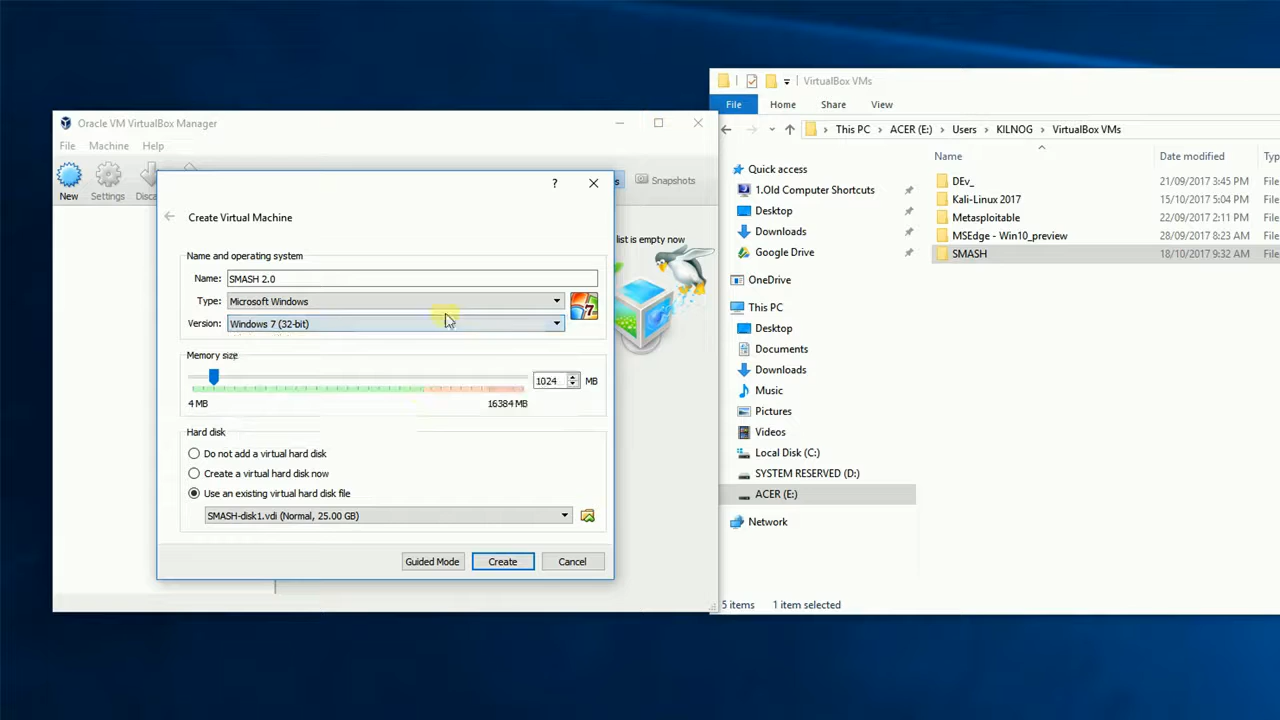 Oracle VM VirtualBox Manager
File Machine Help
New Settings Disca Snapshots
list is empty now
Create Virtual Machine
Name and operating system
Name: SMASH 2.0
Type: Microsoft Windows
Version: Windows 7 (32-bit)
7
Memory size
1024 MB
4 MB 16384 MB
Hard disk
Do not add a virtual hard disk
Create a virtual hard disk now
Use an existing virtual hard disk file
SMASH-disk1.vdi (Normal, 25.00 GB)
Guided Mode Create Cancel
VirtualBox VMs
File Home Share View
This PC ACER (E:) Users KILNOG VirtualBox VMs
Quick access
1.Old Computer Shortcuts
Desktop
Downloads
Google Drive
OneDrive
This PC
Desktop
Documents
Downloads
Music
Pictures
Videos
Local Disk (C:)
SYSTEM RESERVED (D:)
ACER (E:)
Network
Name Date modified Typ
DEv_ 21/09/2017 3:45 PM File
Kali-Linux 2017 15/10/2017 5:04 PM File
Metasploitable 22/09/2017 2:11 PM File
MSEdge - Win10_preview 28/09/2017 8:23 AM File
SMASH 18/10/2017 9:32 AM File
5 items 1 item selected